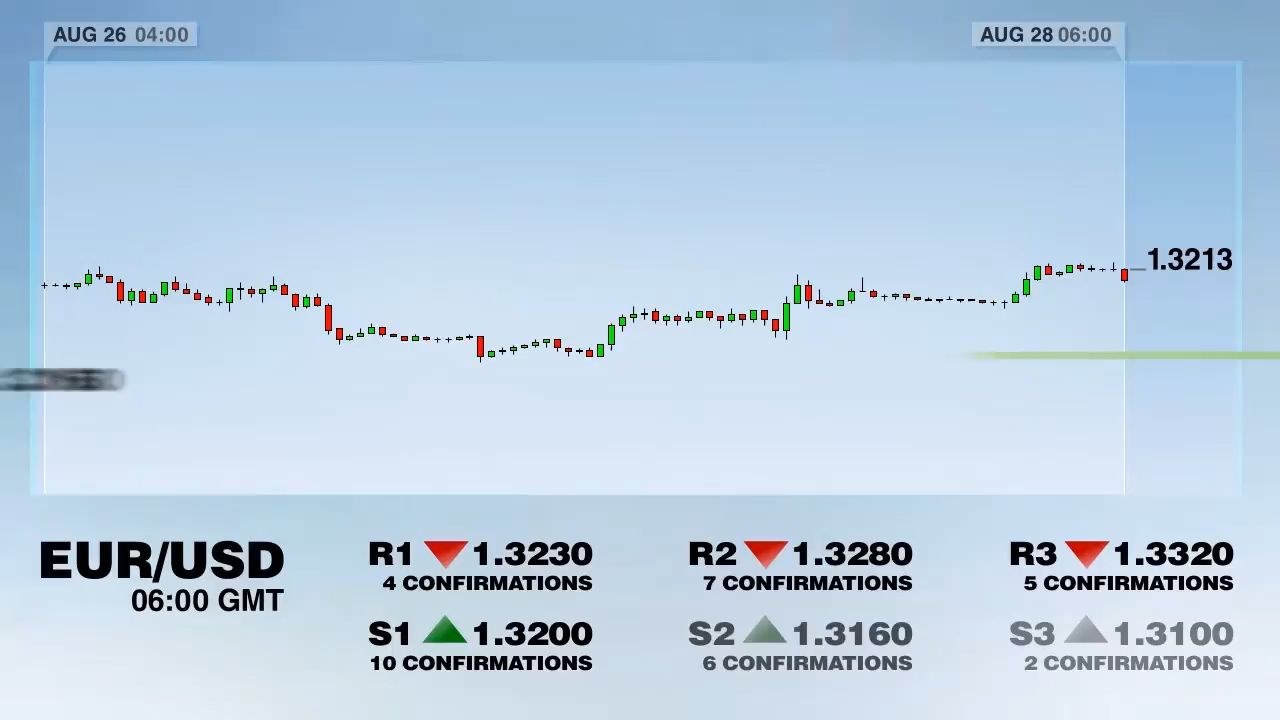 AUG 26 04:00
AUG 28 06:00
1.3213
EUR/USD
06:00 GMT
R1 1.3230
4 CONFIRMATIONS
R2 1.3280
7 CONFIRMATIONS
R3 1.3320
5 CONFIRMATIONS
S1 1.3200
10 CONFIRMATIONS
S2 1.3160
6 CONFIRMATIONS
S3 1.3100
2 CONFIRMATIONS